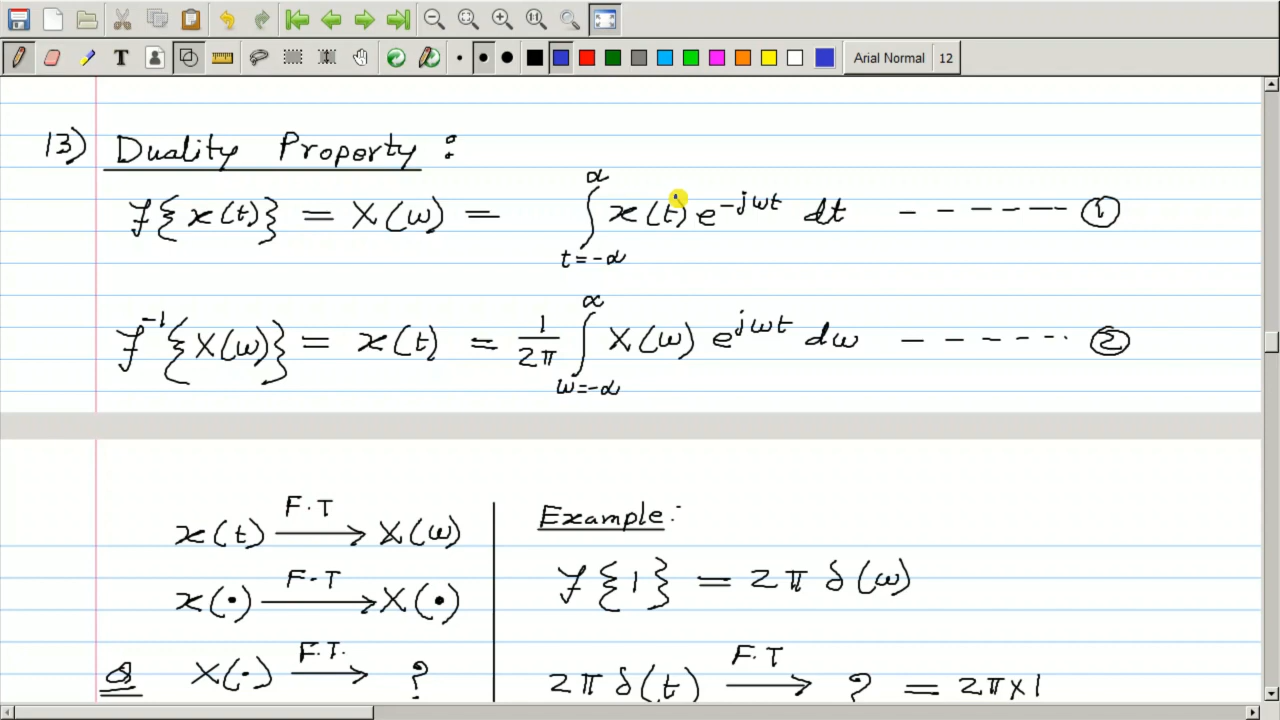 Arial Normal 12
13) Duality Property :
ℱ{x(t)} = X(ω) = ∫_{t=-∝}^{∝} x(t) e^{-jωt} dt ------ ①
ℱ^{-1}{X(ω)} = x(t) = 1/2π ∫_{ω=-∝}^{∝} X(ω) e^{jωt} dω ------ ②
x(t) —F.T→ X(ω)
x(•) —F.T→ X(•)
Q X(•) —F.T.→ ?
Example:
ℱ{1} = 2π δ(ω)
2π δ(t) —F.T→ ? = 2π×1